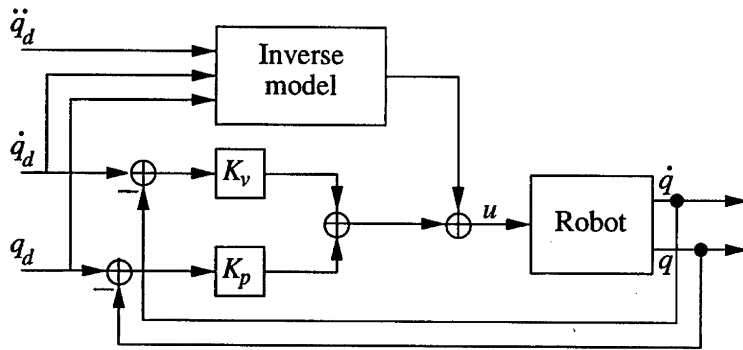 q̈_d
Inverse
model
q̇_d
K_v
q_d
K_p
u
Robot
q̇
q